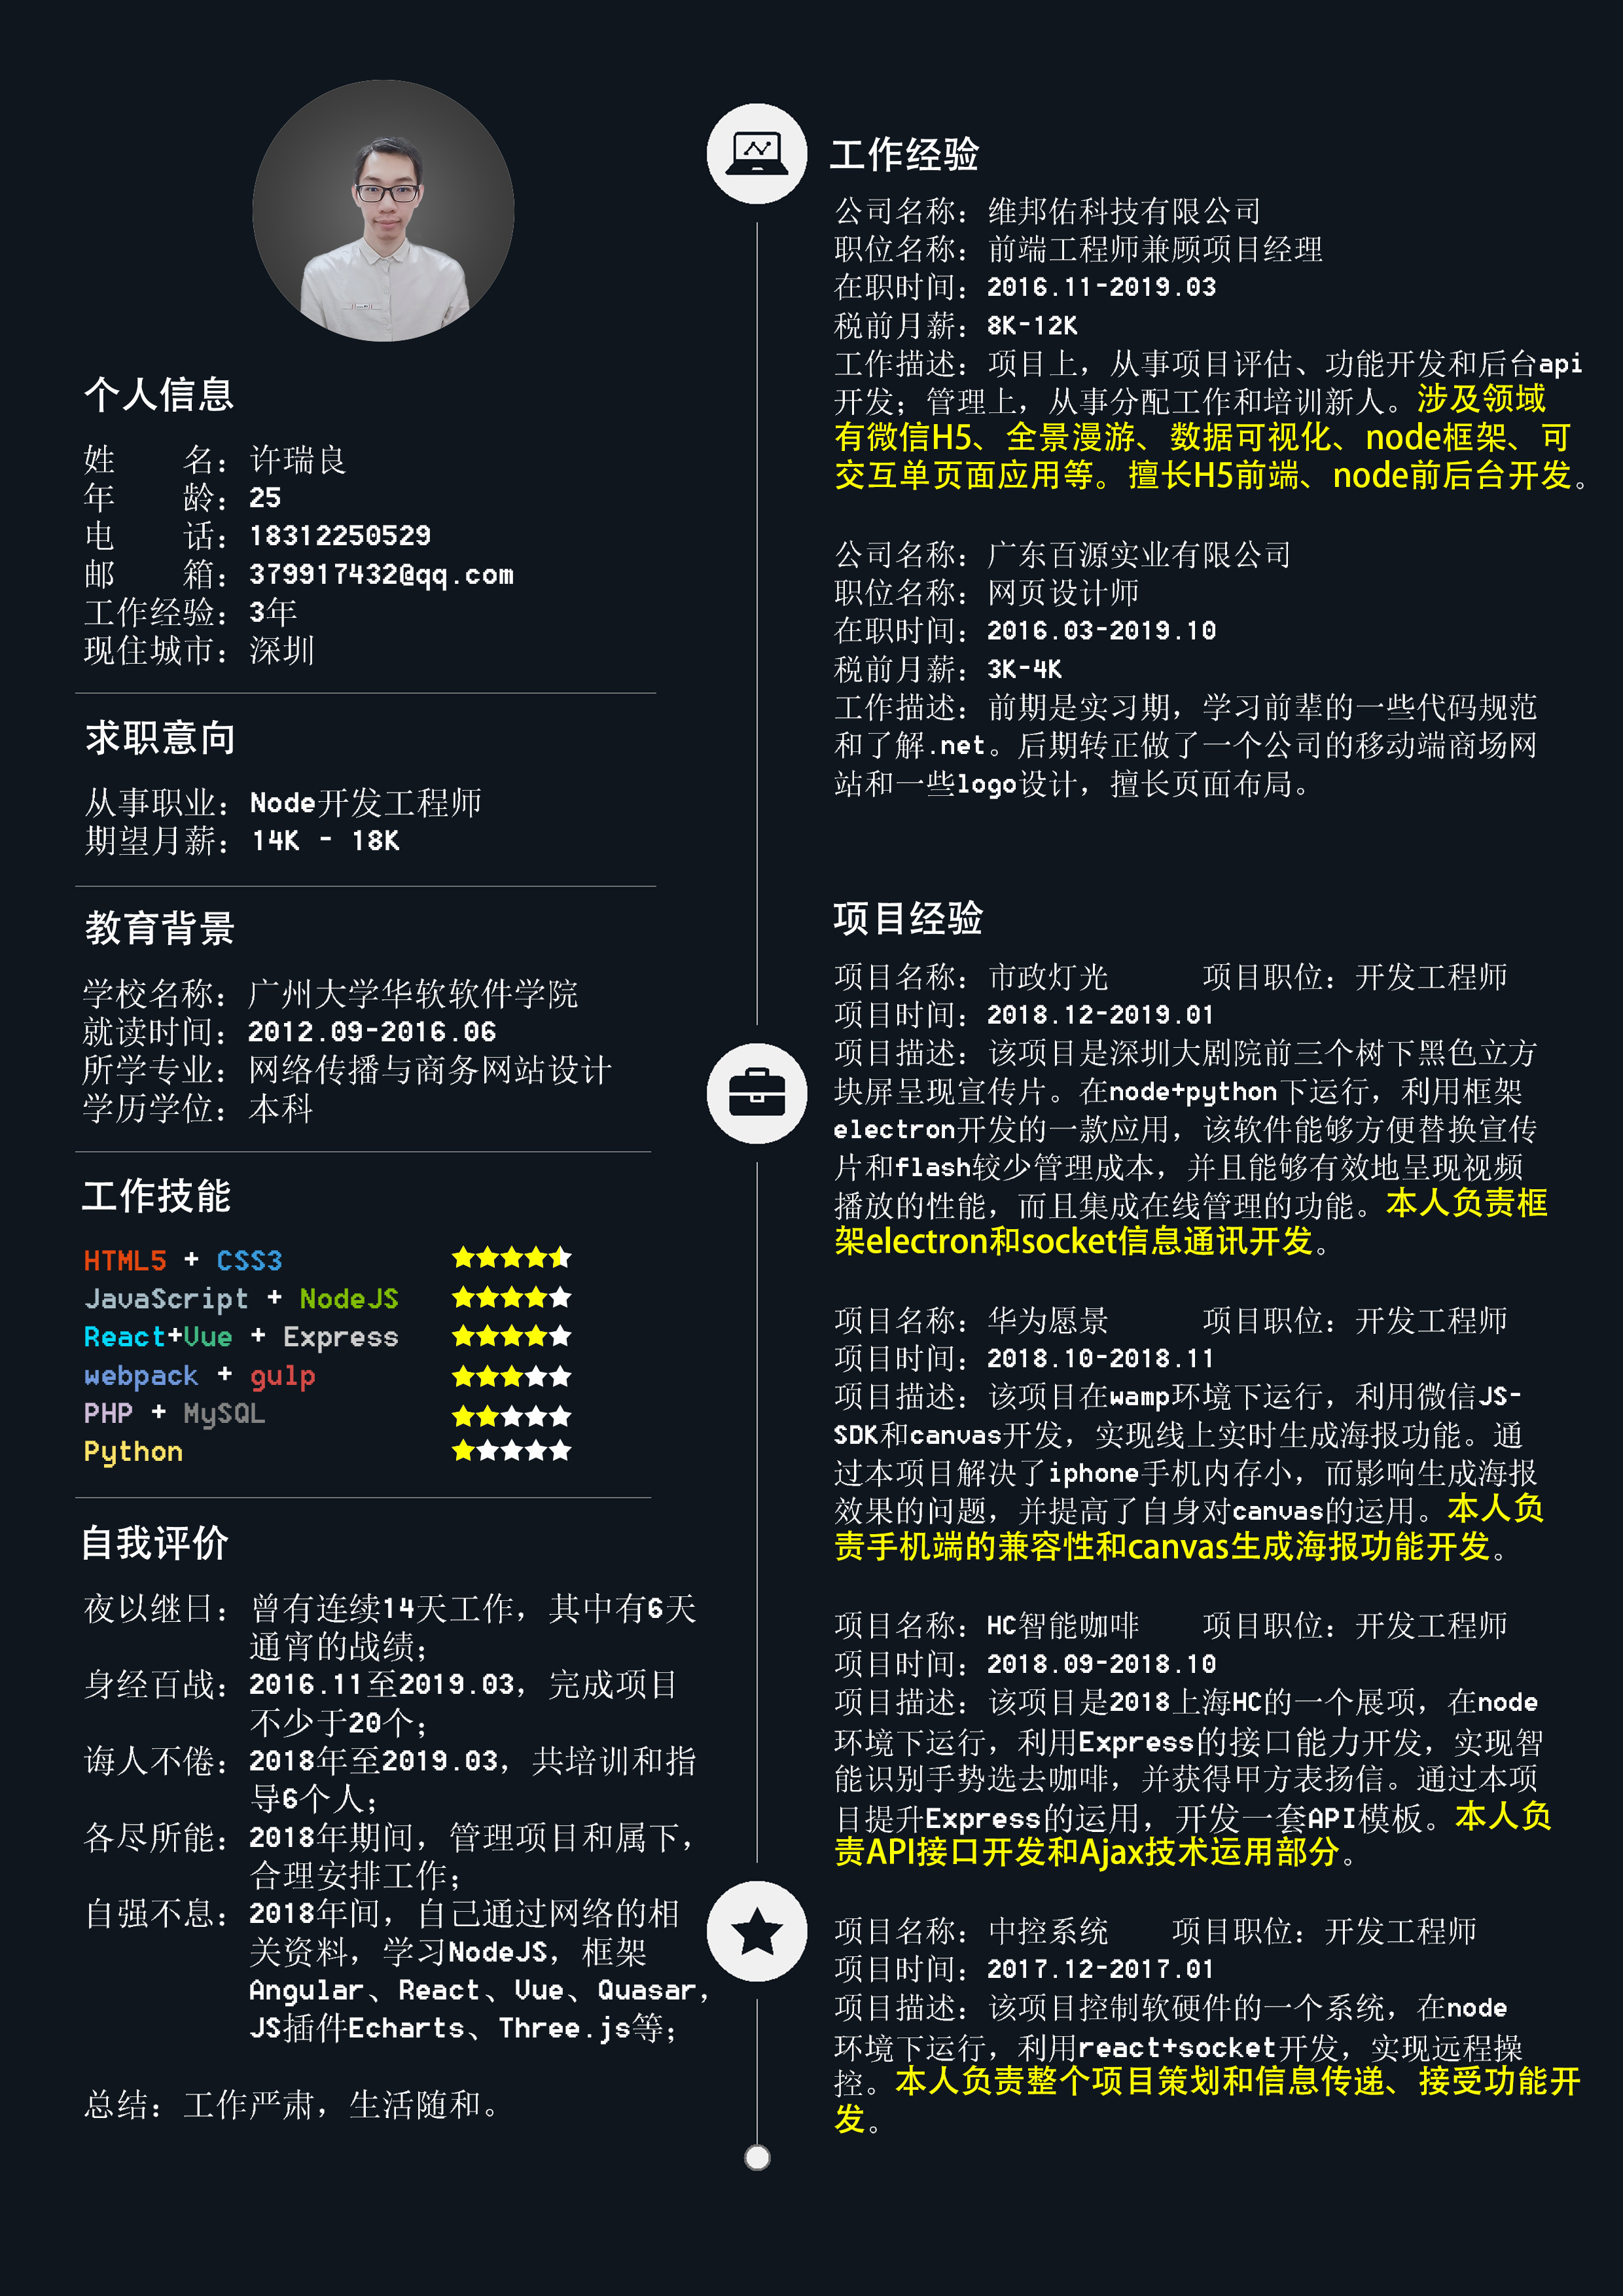 个人信息
姓 名：许瑞良
年 龄：25
电 话：18312250529
邮 箱：379917432@qq.com
工作经验：3年
现住城市：深圳
求职意向
从事职业：Node开发工程师
期望月薪：14K - 18K
教育背景
学校名称：广州大学华软软件学院
就读时间：2012.09-2016.06
所学专业：网络传播与商务网站设计
学历学位：本科
工作技能
HTML5 + CSS3
JavaScript + NodeJS
React+Vue + Express
webpack + gulp
PHP + MySQL
Python
自我评价
夜以继日：曾有连续14天工作，其中有6天
通宵的战绩；
身经百战：2016.11至2019.03，完成项目
不少于20个；
诲人不倦：2018年至2019.03，共培训和指
导6个人；
各尽所能：2018年期间，管理项目和属下，
合理安排工作；
自强不息：2018年间，自己通过网络的相
关资料，学习NodeJS，框架
Angular、React、Vue、Quasar，
JS插件Echarts、Three.js等；
总结：工作严肃，生活随和。
工作经验
公司名称：维邦佑科技有限公司
职位名称：前端工程师兼顾项目经理
在职时间：2016.11-2019.03
税前月薪：8K-12K
工作描述：项目上，从事项目评估、功能开发和后台api
开发；管理上，从事分配工作和培训新人。涉及领域
有微信H5、全景漫游、数据可视化、node框架、可
交互单页面应用等。擅长H5前端、node前后台开发。
公司名称：广东百源实业有限公司
职位名称：网页设计师
在职时间：2016.03-2019.10
税前月薪：3K-4K
工作描述：前期是实习期，学习前辈的一些代码规范
和了解.net。后期转正做了一个公司的移动端商场网
站和一些logo设计，擅长页面布局。
项目经验
项目名称：市政灯光 项目职位：开发工程师
项目时间：2018.12-2019.01
项目描述：该项目是深圳大剧院前三个树下黑色立方
块屏呈现宣传片。在node+python下运行，利用框架
electron开发的一款应用，该软件能够方便替换宣传
片和flash较少管理成本，并且能够有效地呈现视频
播放的性能，而且集成在线管理的功能。本人负责框
架electron和socket信息通讯开发。
项目名称：华为愿景 项目职位：开发工程师
项目时间：2018.10-2018.11
项目描述：该项目在wamp环境下运行，利用微信JS-
SDK和canvas开发，实现线上实时生成海报功能。通
过本项目解决了iphone手机内存小，而影响生成海报
效果的问题，并提高了自身对canvas的运用。本人负
责手机端的兼容性和canvas生成海报功能开发。
项目名称：HC智能咖啡 项目职位：开发工程师
项目时间：2018.09-2018.10
项目描述：该项目是2018上海HC的一个展项，在node
环境下运行，利用Express的接口能力开发，实现智
能识别手势选去咖啡，并获得甲方表扬信。通过本项
目提升Express的运用，开发一套API模板。本人负
责API接口开发和Ajax技术运用部分。
项目名称：中控系统 项目职位：开发工程师
项目时间：2017.12-2017.01
项目描述：该项目控制软硬件的一个系统，在node
环境下运行，利用react+socket开发，实现远程操
控。本人负责整个项目策划和信息传递、接受功能开
发。